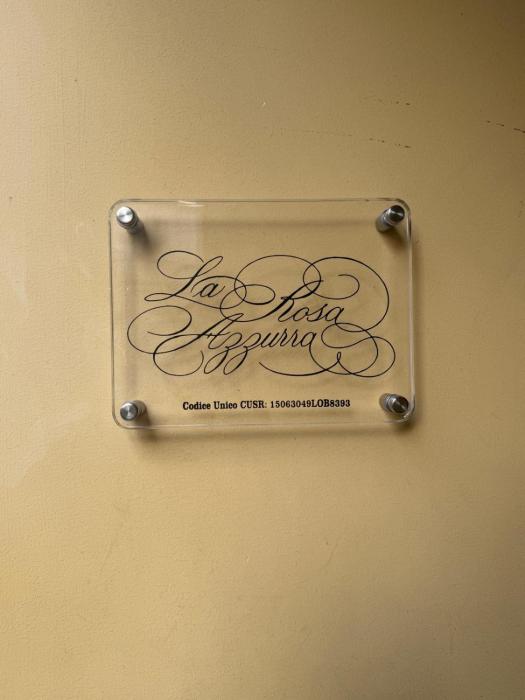 La Rosa
Azzurra
Codice Unico CUSR: 15063049LOB8393